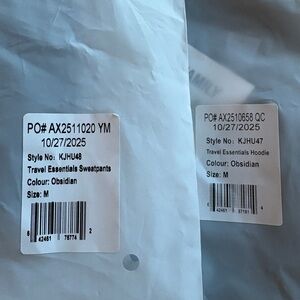 PO# AX2511020 YM
10/27/2025
Style No: KJHU48
Travel Essentials Sweatpants
Colour: Obsidian
Size: M
FAMILY
PO# AX2510658 QC
10/27/2025
Style No: KJHU47
Travel Essentials Hoodie
Colour: Obsidian
Size: M